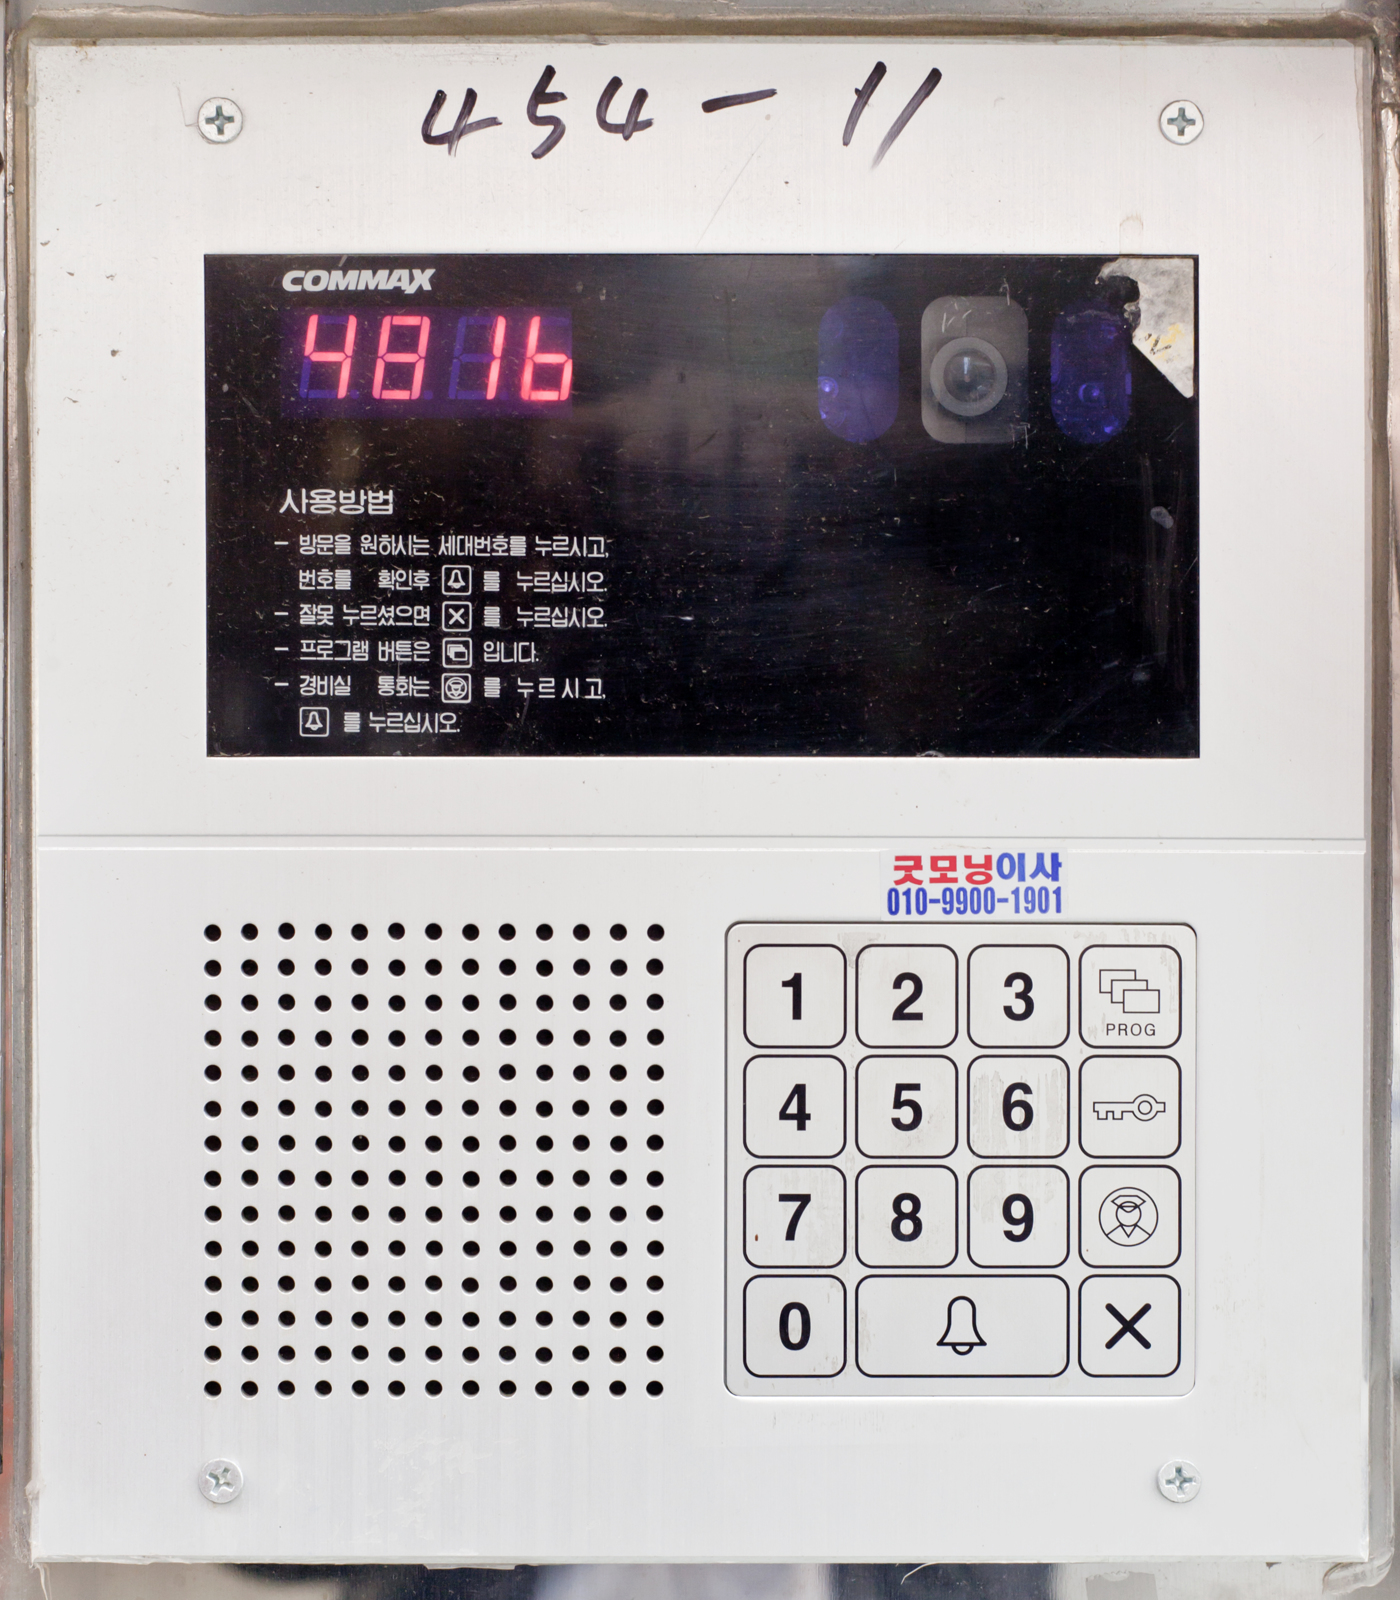 454-11
COMMAX
4816
사용방법
- 방문을 원하시는 세대번호를 누르시고,
번호를 확인후 를 누르십시오.
- 잘못 누르셨으면 X 를 누르십시오.
- 프로그램 버튼은 입니다.
- 경비실 통화는 를 누르시고,
를 누르십시오.
굿모닝이사
010-9900-1901
1 2 3 PROG
4 5 6
7 8 9
0 X